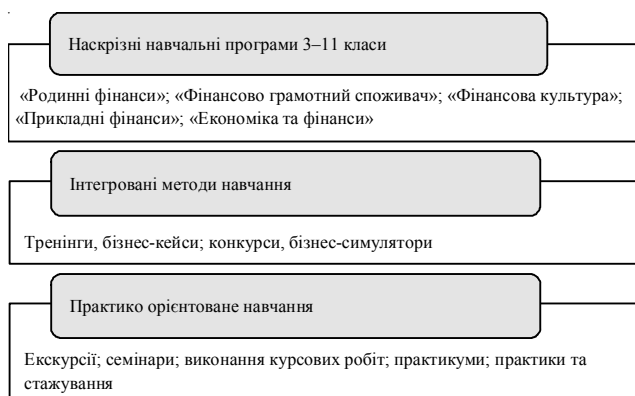 Наскрізні навчальні програми 3–11 класи
«Родинні фінанси»; «Фінансово грамотний споживач»; «Фінансова культура»;
«Прикладні фінанси»; «Економіка та фінанси»
Інтегровані методи навчання
Тренінги, бізнес-кейси; конкурси, бізнес-симулятори
Практико орієнтоване навчання
Екскурсії; семінари; виконання курсових робіт; практикуми; практики та
стажування